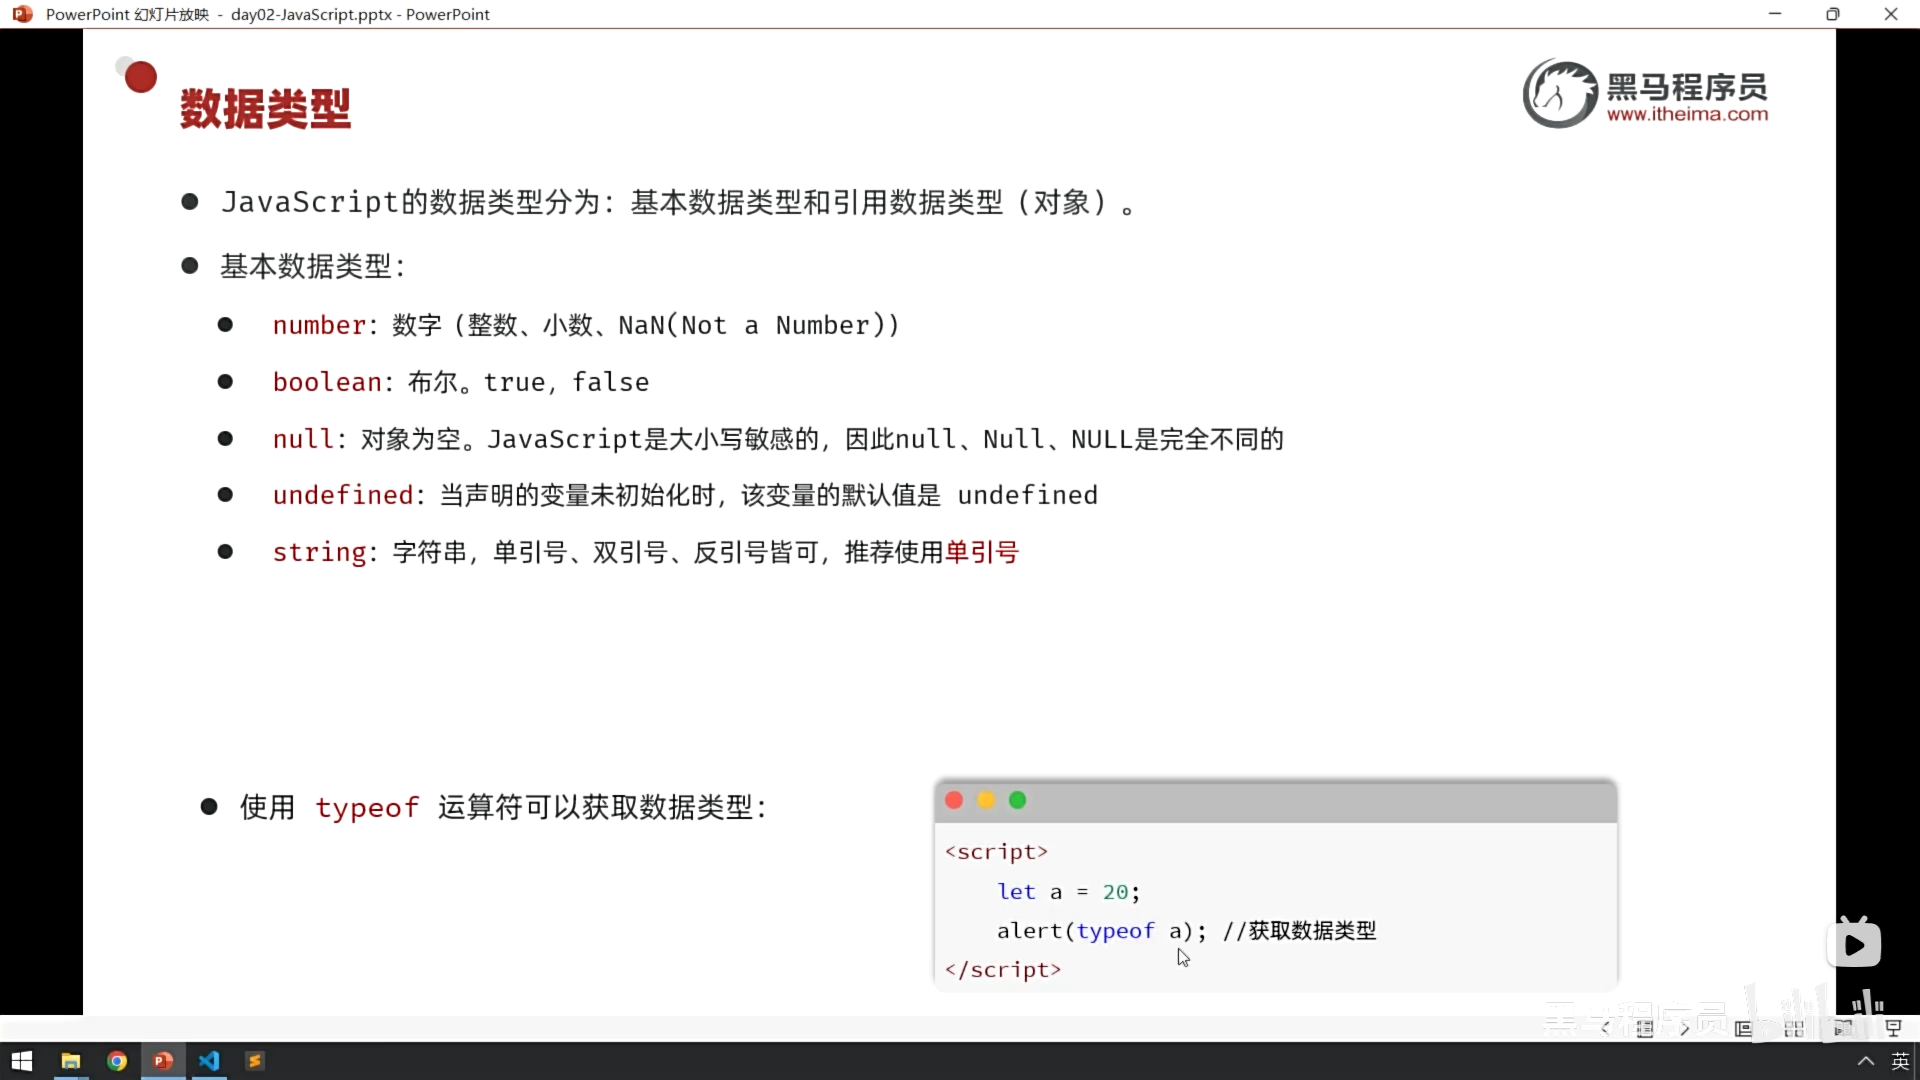 PowerPoint 幻灯片放映 - day02-JavaScript.pptx - PowerPoint
数据类型
黑马程序员
www.itheima.com
JavaScript的数据类型分为：基本数据类型和引用数据类型（对象）。
基本数据类型：
number：数字（整数、小数、NaN(Not a Number)）
boolean：布尔。true，false
null：对象为空。JavaScript是大小写敏感的，因此null、Null、NULL是完全不同的
undefined：当声明的变量未初始化时，该变量的默认值是 undefined
string：字符串，单引号、双引号、反引号皆可，推荐使用单引号
使用 typeof 运算符可以获取数据类型：
<script>
let a = 20;
alert(typeof a); //获取数据类型
</script>
黑马程序员 bilibili
英